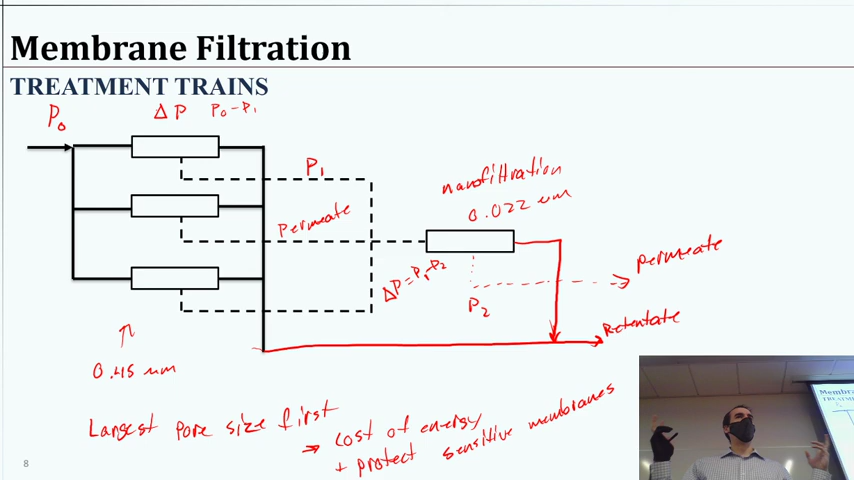 Membrane Filtration
TREATMENT TRAINS
P₀
ΔP P₀-P₁
P₁
nanofiltration
0.022 um
Permeate
Permeate
ΔP=P₁-P₂
P₂
Retentate
0.45 um
Largest pore size first
→ cost of energy
+ protect sensitive membranes
8
Membrane